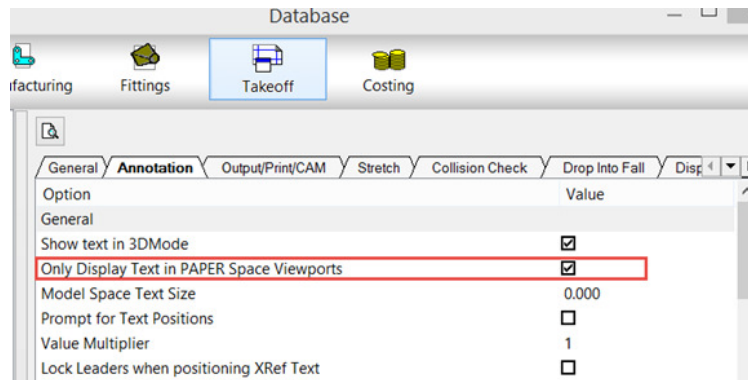 Database
facturing Fittings Takeoff Costing
General Annotation Output/Print/CAM Stretch Collision Check Drop Into Fall Disp
Option Value
General
Show text in 3DMode
Only Display Text in PAPER Space Viewports
Model Space Text Size 0.000
Prompt for Text Positions
Value Multiplier 1
Lock Leaders when positioning XRef Text